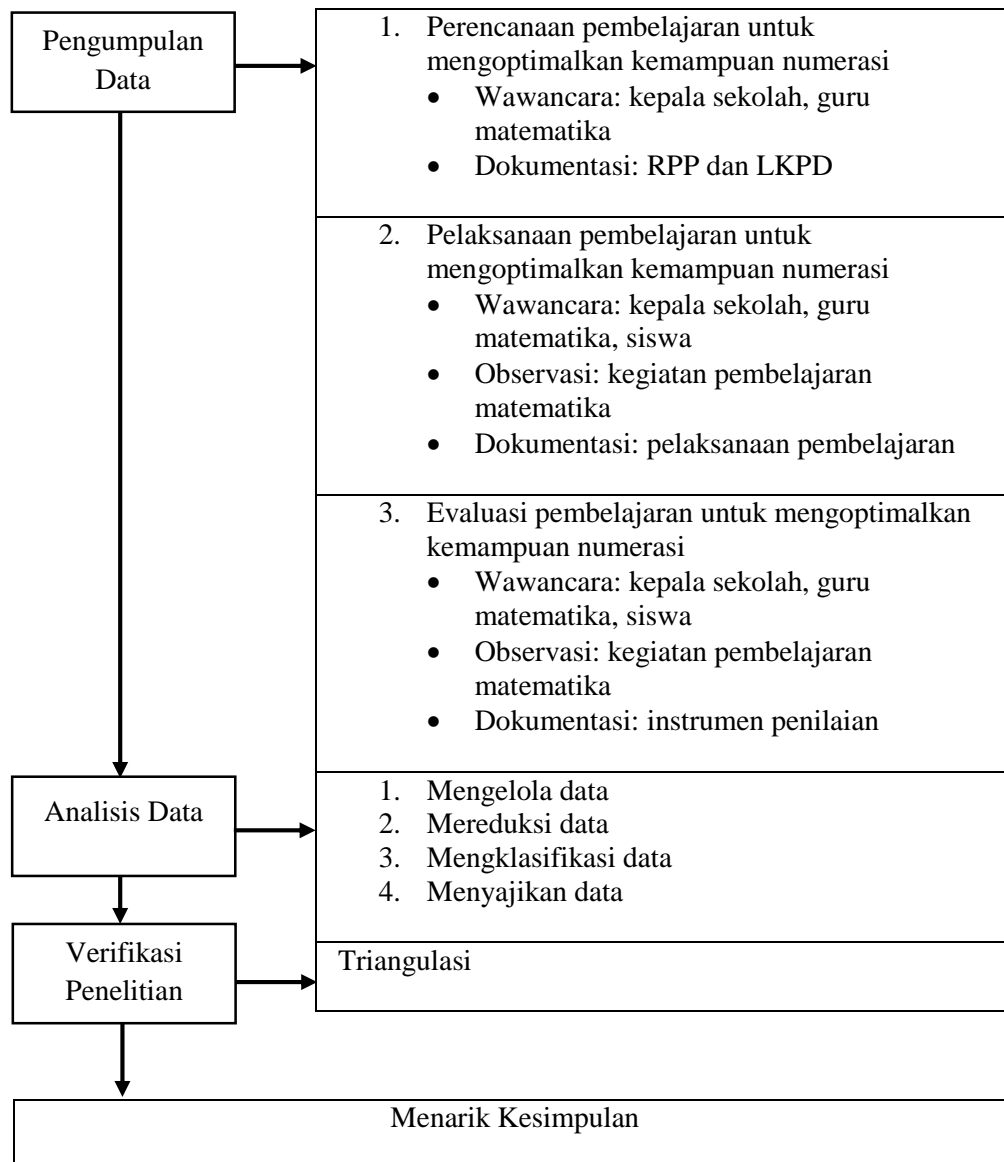 Pengumpulan
Data
1. Perencanaan pembelajaran untuk
mengoptimalkan kemampuan numerasi
• Wawancara: kepala sekolah, guru
matematika
• Dokumentasi: RPP dan LKPD
2. Pelaksanaan pembelajaran untuk
mengoptimalkan kemampuan numerasi
• Wawancara: kepala sekolah, guru
matematika, siswa
• Observasi: kegiatan pembelajaran
matematika
• Dokumentasi: pelaksanaan pembelajaran
3. Evaluasi pembelajaran untuk mengoptimalkan
kemampuan numerasi
• Wawancara: kepala sekolah, guru
matematika, siswa
• Observasi: kegiatan pembelajaran
matematika
• Dokumentasi: instrumen penilaian
Analisis Data
1. Mengelola data
2. Mereduksi data
3. Mengklasifikasi data
4. Menyajikan data
Verifikasi
Penelitian
Triangulasi
Menarik Kesimpulan